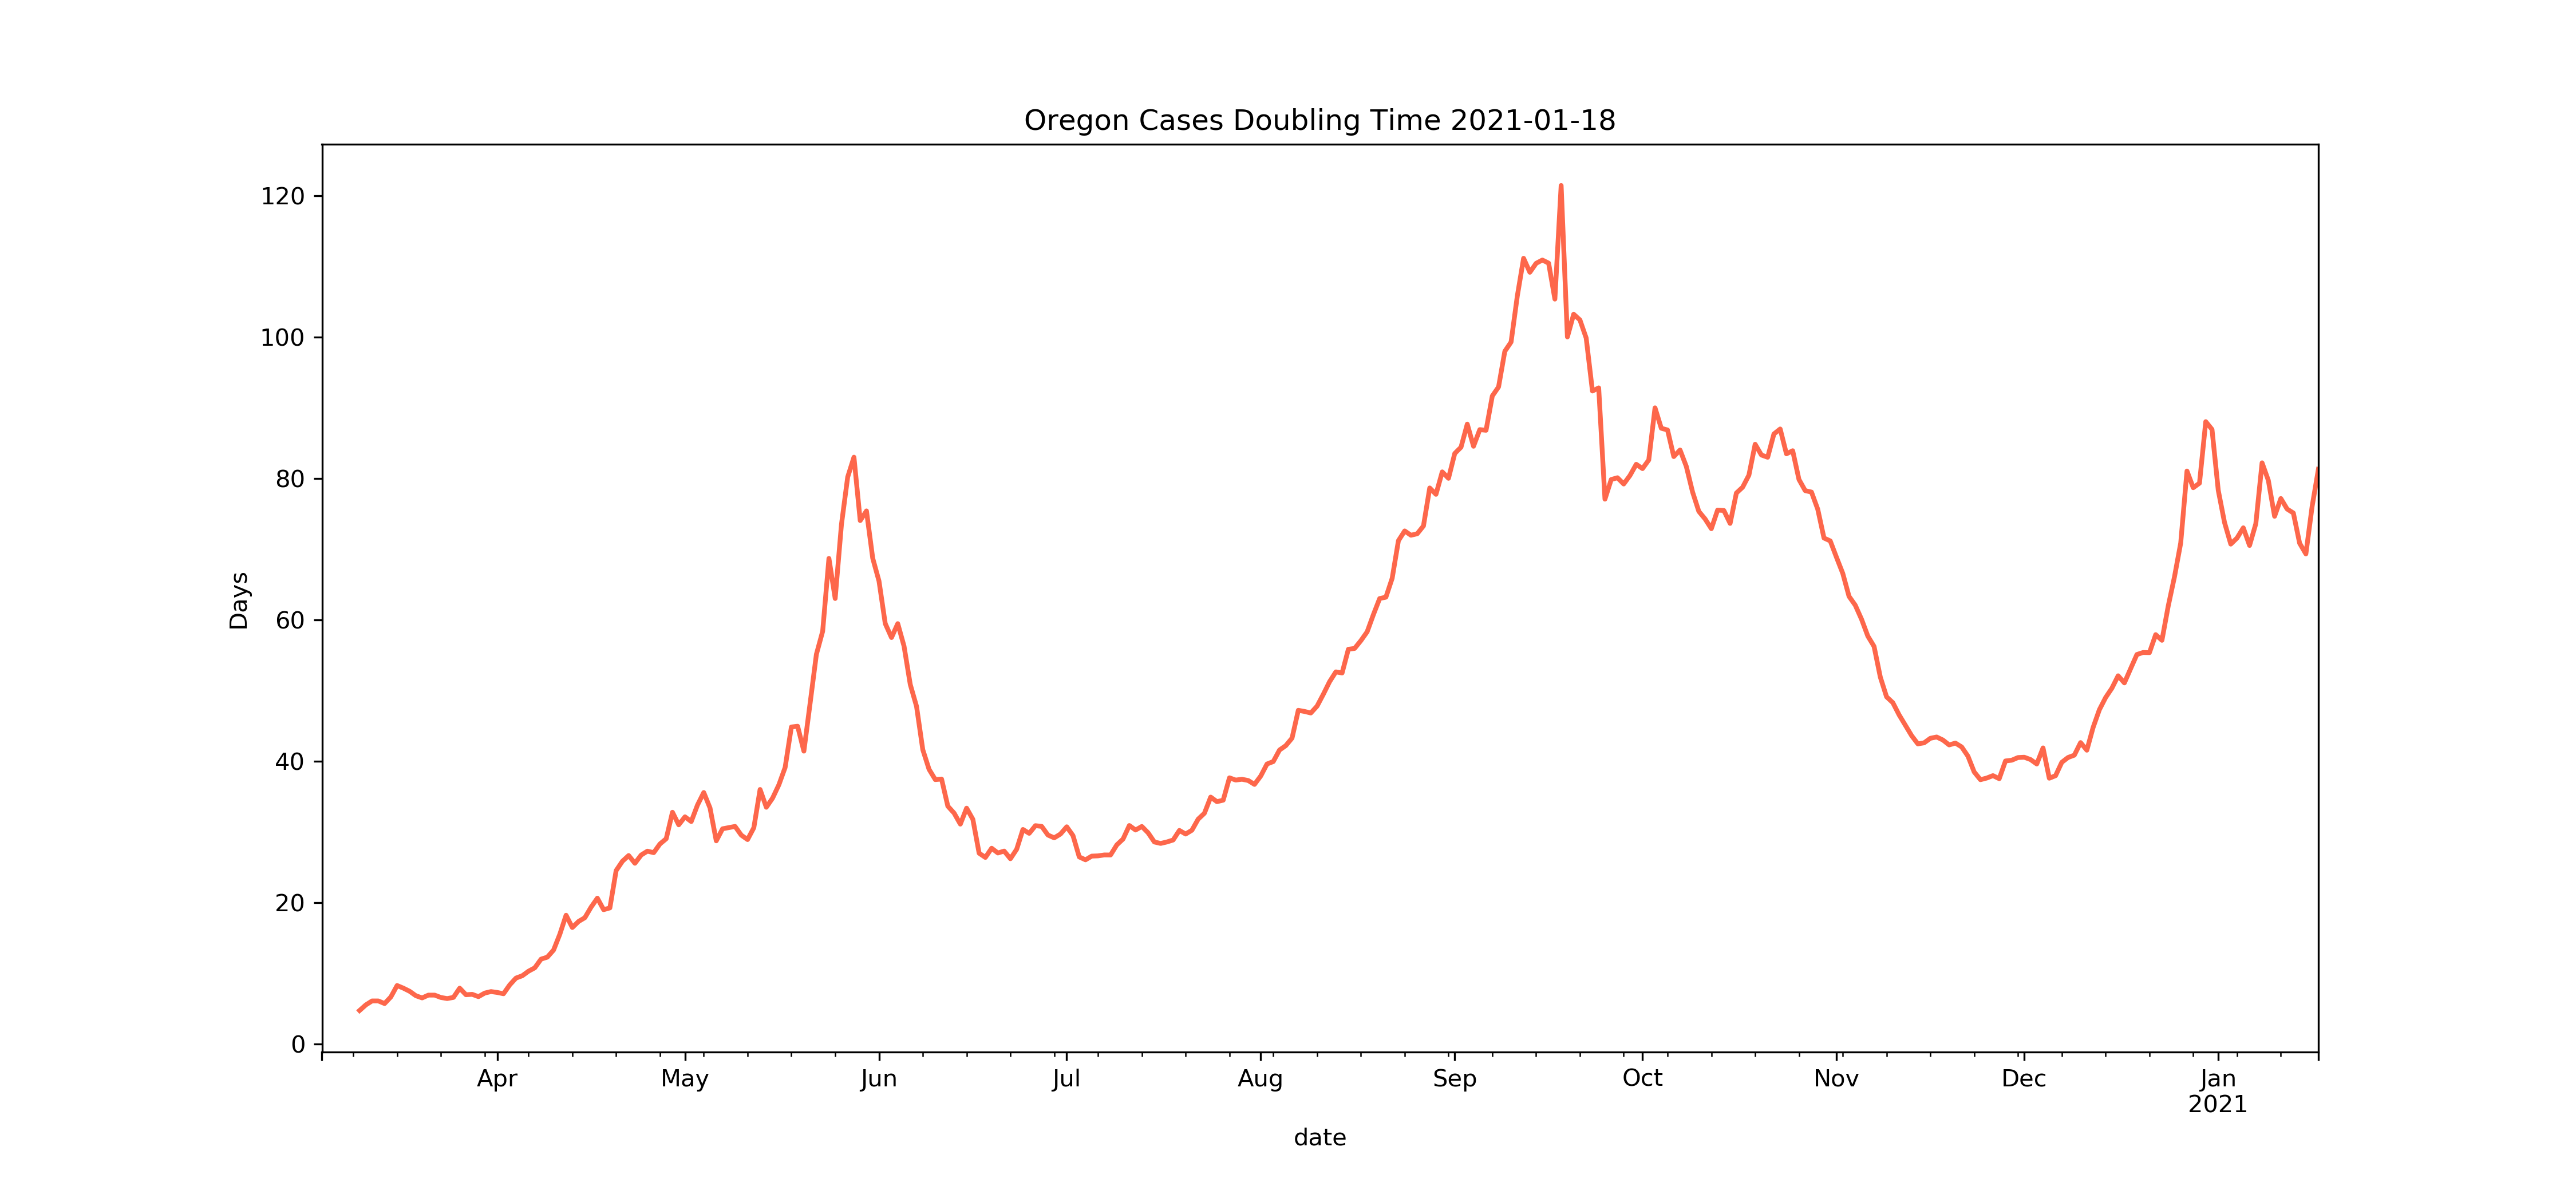 Oregon Cases Doubling Time 2021-01-18
120
100
80
60
40
20
0
Days
Apr May Jun Jul Aug Sep Oct Nov Dec Jan
2021
date